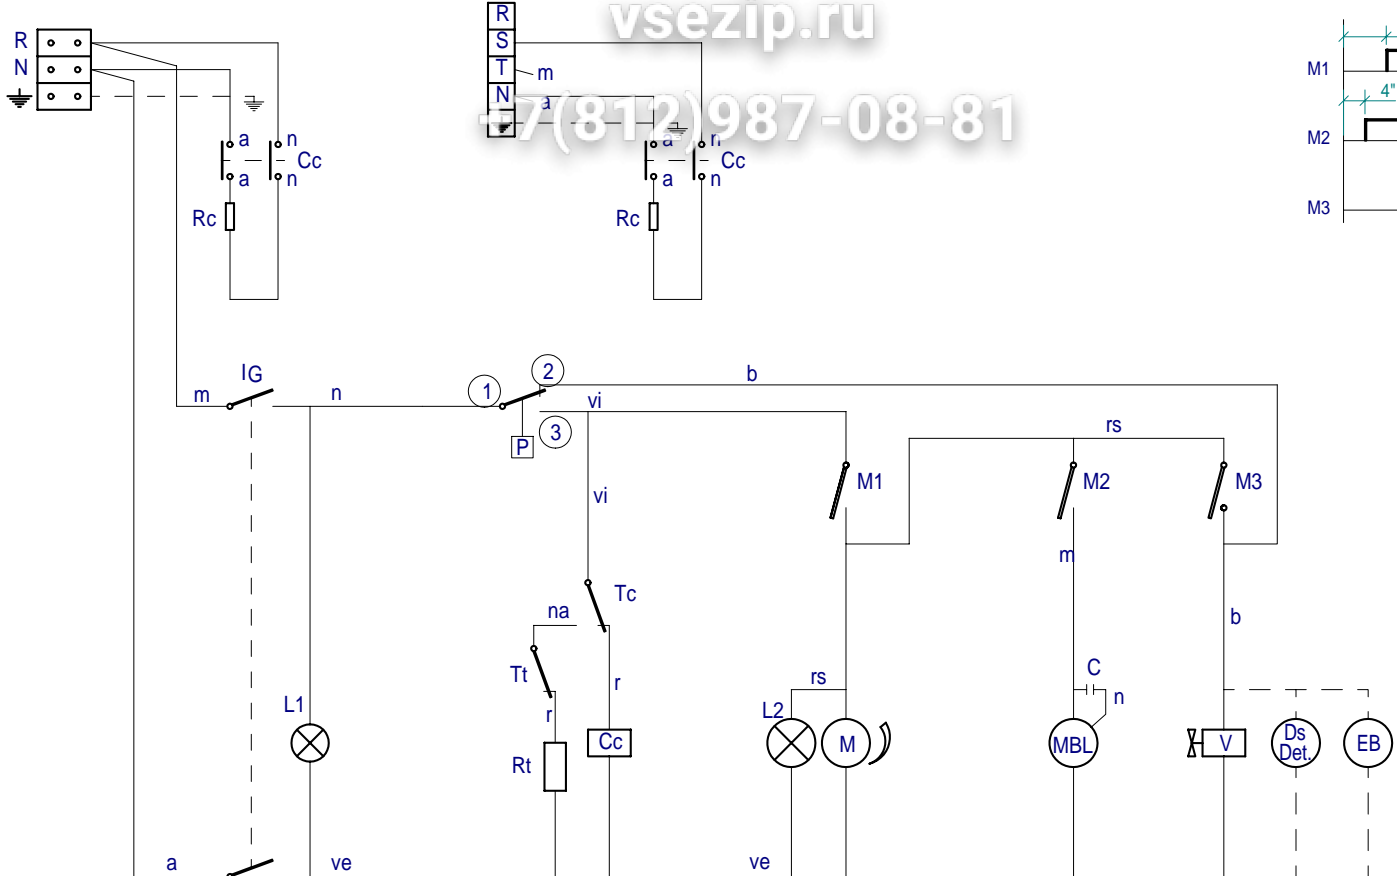 vsezip.ru
+7(812)987-08-81
R
N
a
n
Cc
a
n
Rc
R
S
T
N
m
a
a
n
Cc
a
n
Rc
M1
4"
M2
M3
IG
m
n
1
2
3
P
b
vi
vi
rs
M1
M2
M3
m
Tc
na
Tt
r
r
b
C
n
rs
L1
L2
Cc
Rt
M
MBL
V
Ds
Det.
EB
a
ve
ve